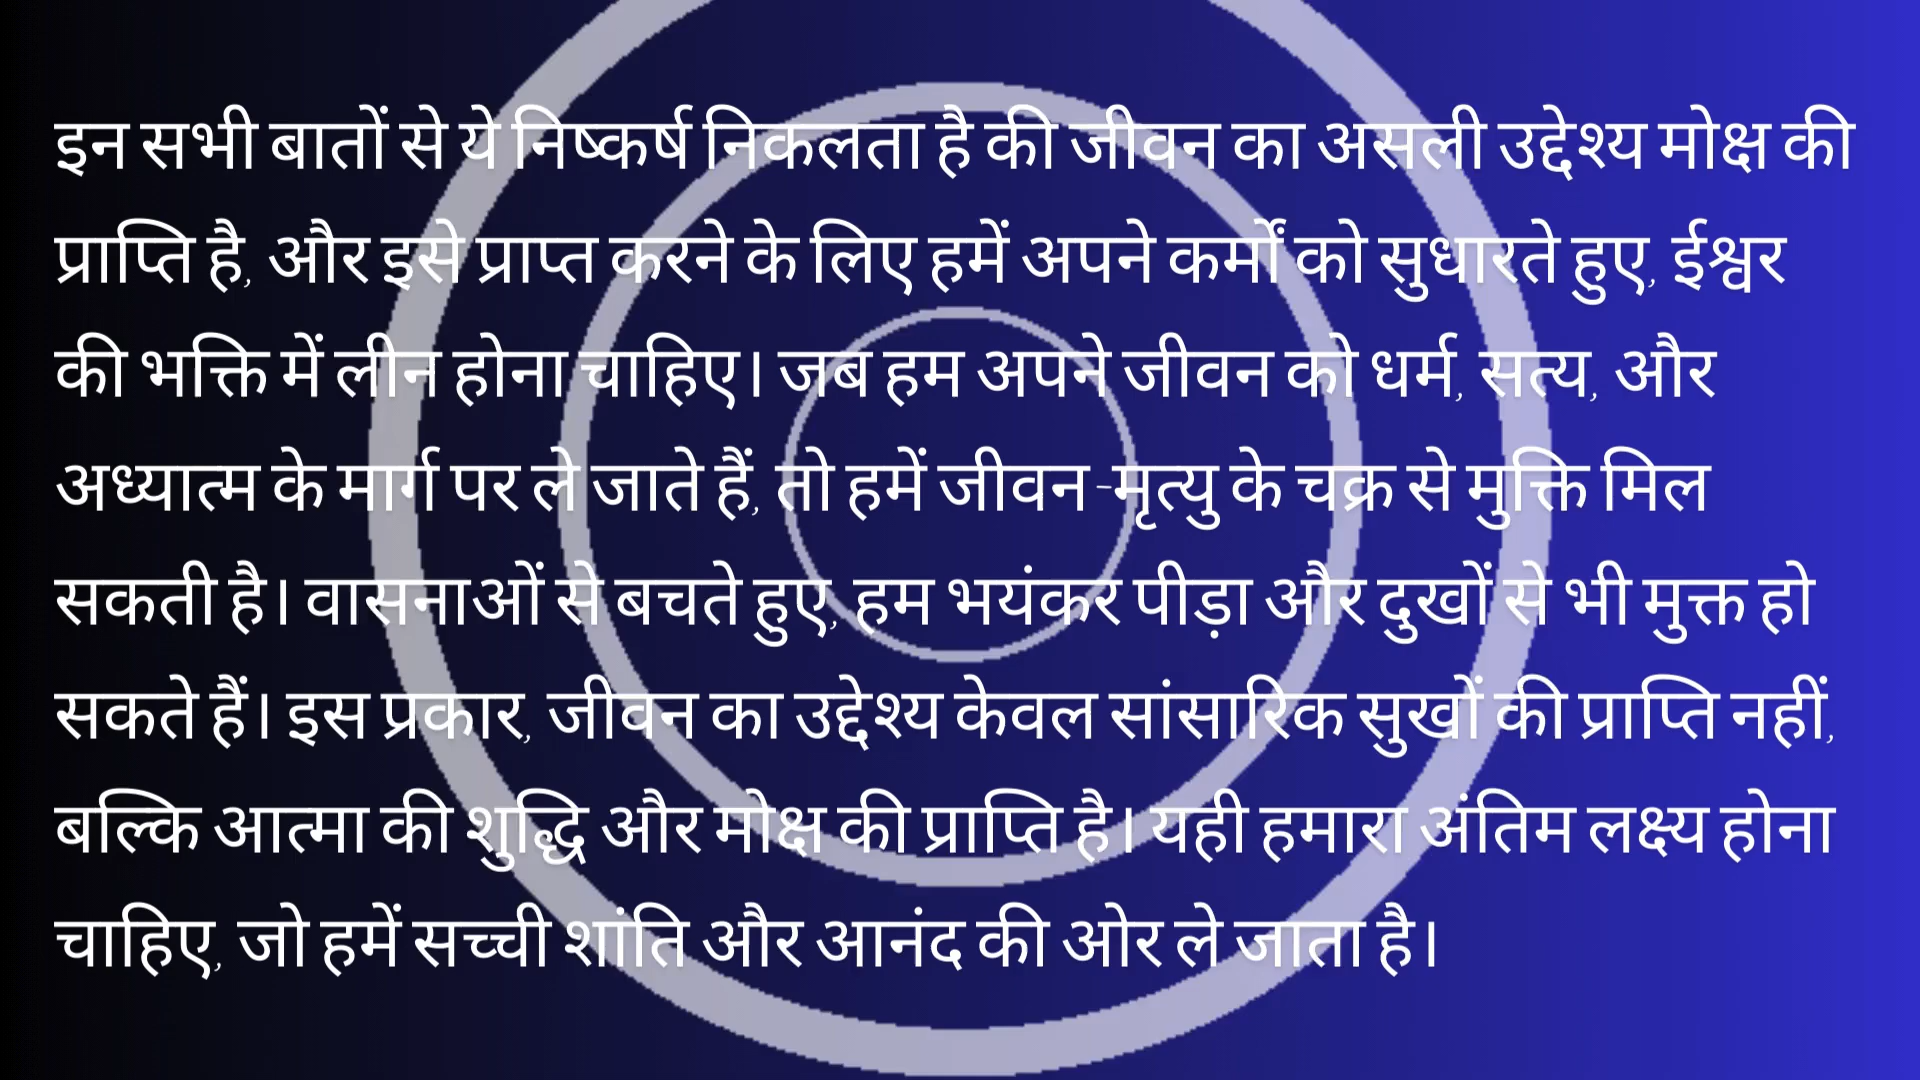 इन सभी बातों से ये निष्कर्ष निकलता है की जीवन का असली उद्देश्य मोक्ष की
प्राप्ति है, और इसे प्राप्त करने के लिए हमें अपने कर्मों को सुधारते हुए, ईश्वर
की भक्ति में लीन होना चाहिए। जब हम अपने जीवन को धर्म, सत्य, और
अध्यात्म के मार्ग पर ले जाते हैं, तो हमें जीवन-मृत्यु के चक्र से मुक्ति मिल
सकती है। वासनाओं से बचते हुए, हम भयंकर पीड़ा और दुखों से भी मुक्त हो
सकते हैं। इस प्रकार, जीवन का उद्देश्य केवल सांसारिक सुखों की प्राप्ति नहीं,
बल्कि आत्मा की शुद्धि और मोक्ष की प्राप्ति है। यही हमारा अंतिम लक्ष्य होना
चाहिए, जो हमें सच्ची शांति और आनंद की ओर ले जाता है।